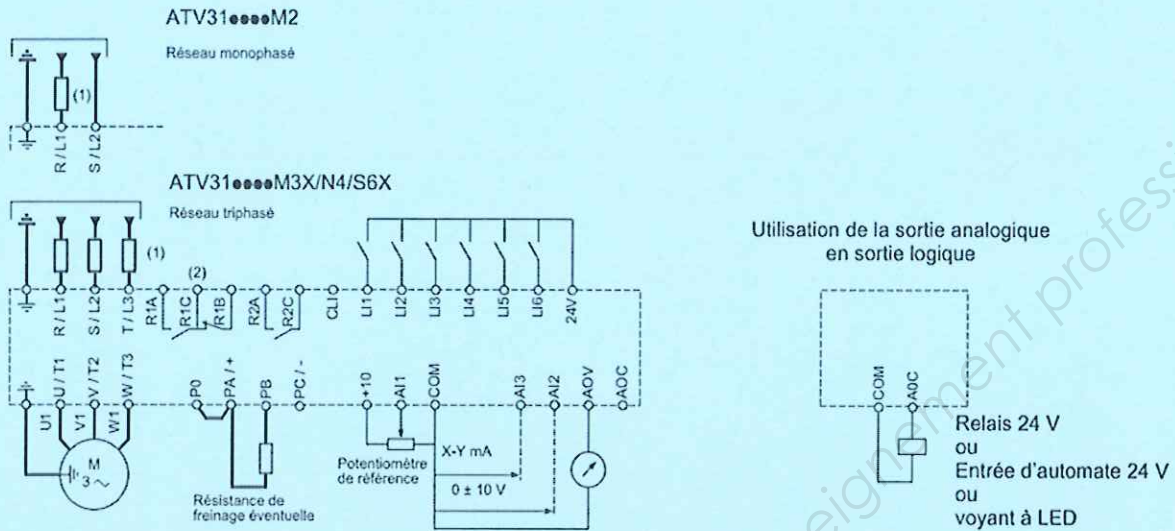 ATV31●●●●M2
Réseau monophasé
(1)
R / L1
S / L2
ATV31●●●●M3X/N4/S6X
Réseau triphasé
(1)
(2)
R / L1
S / L2
T / L3
R1A
R1C
R1B
R2A
R2C
CLI
LI1
LI2
LI3
LI4
LI5
LI6
24V
U / T1
V / T2
W / T3
P0
PA / +
PB
PC / -
+10
AI1
COM
AI3
AI2
AOV
AOC
U1
V1
W1
M
3 ~
Résistance de
freinage éventuelle
Potentiomètre
de référence
X-Y mA
0 ± 10 V
Utilisation de la sortie analogique
en sortie logique
COM
A0C
Relais 24 V
ou
Entrée d'automate 24 V
ou
voyant à LED
eignement professi